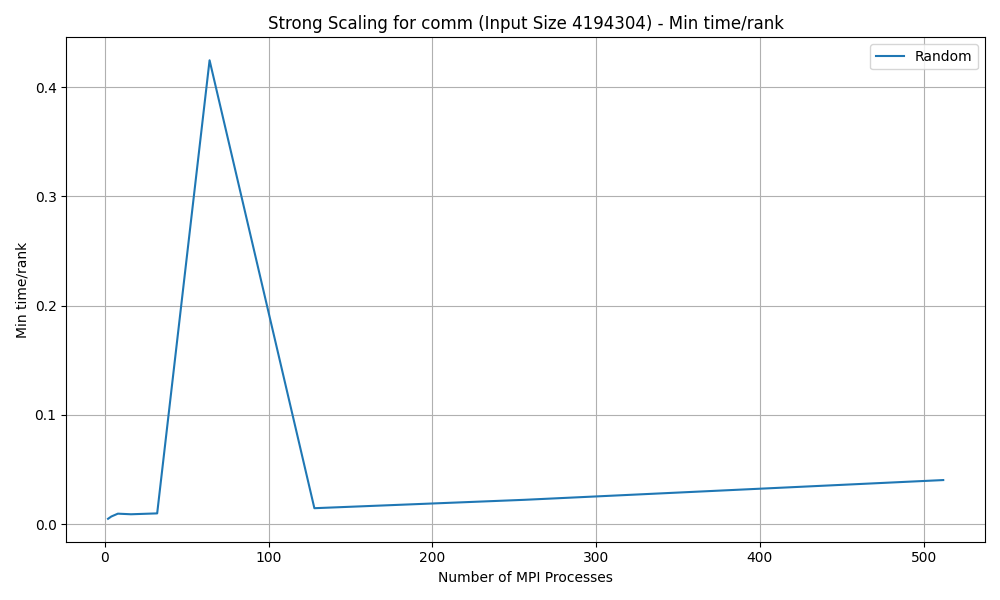 Strong Scaling for comm (Input Size 4194304) - Min time/rank
Random
Min time/rank
0.4
0.3
0.2
0.1
0.0
0 100 200 300 400 500
Number of MPI Processes